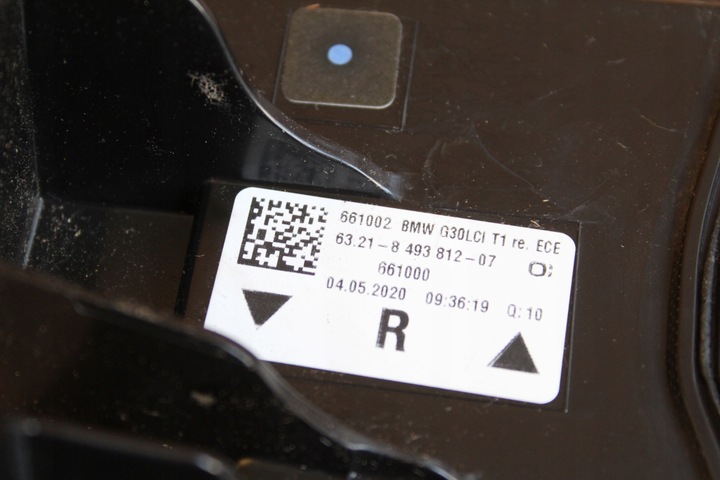 661002 BMW G30LCI T1 re. ECE
63.21-8 493 812-07
661000
04.05.2020 09:36:19 Q: 10
R